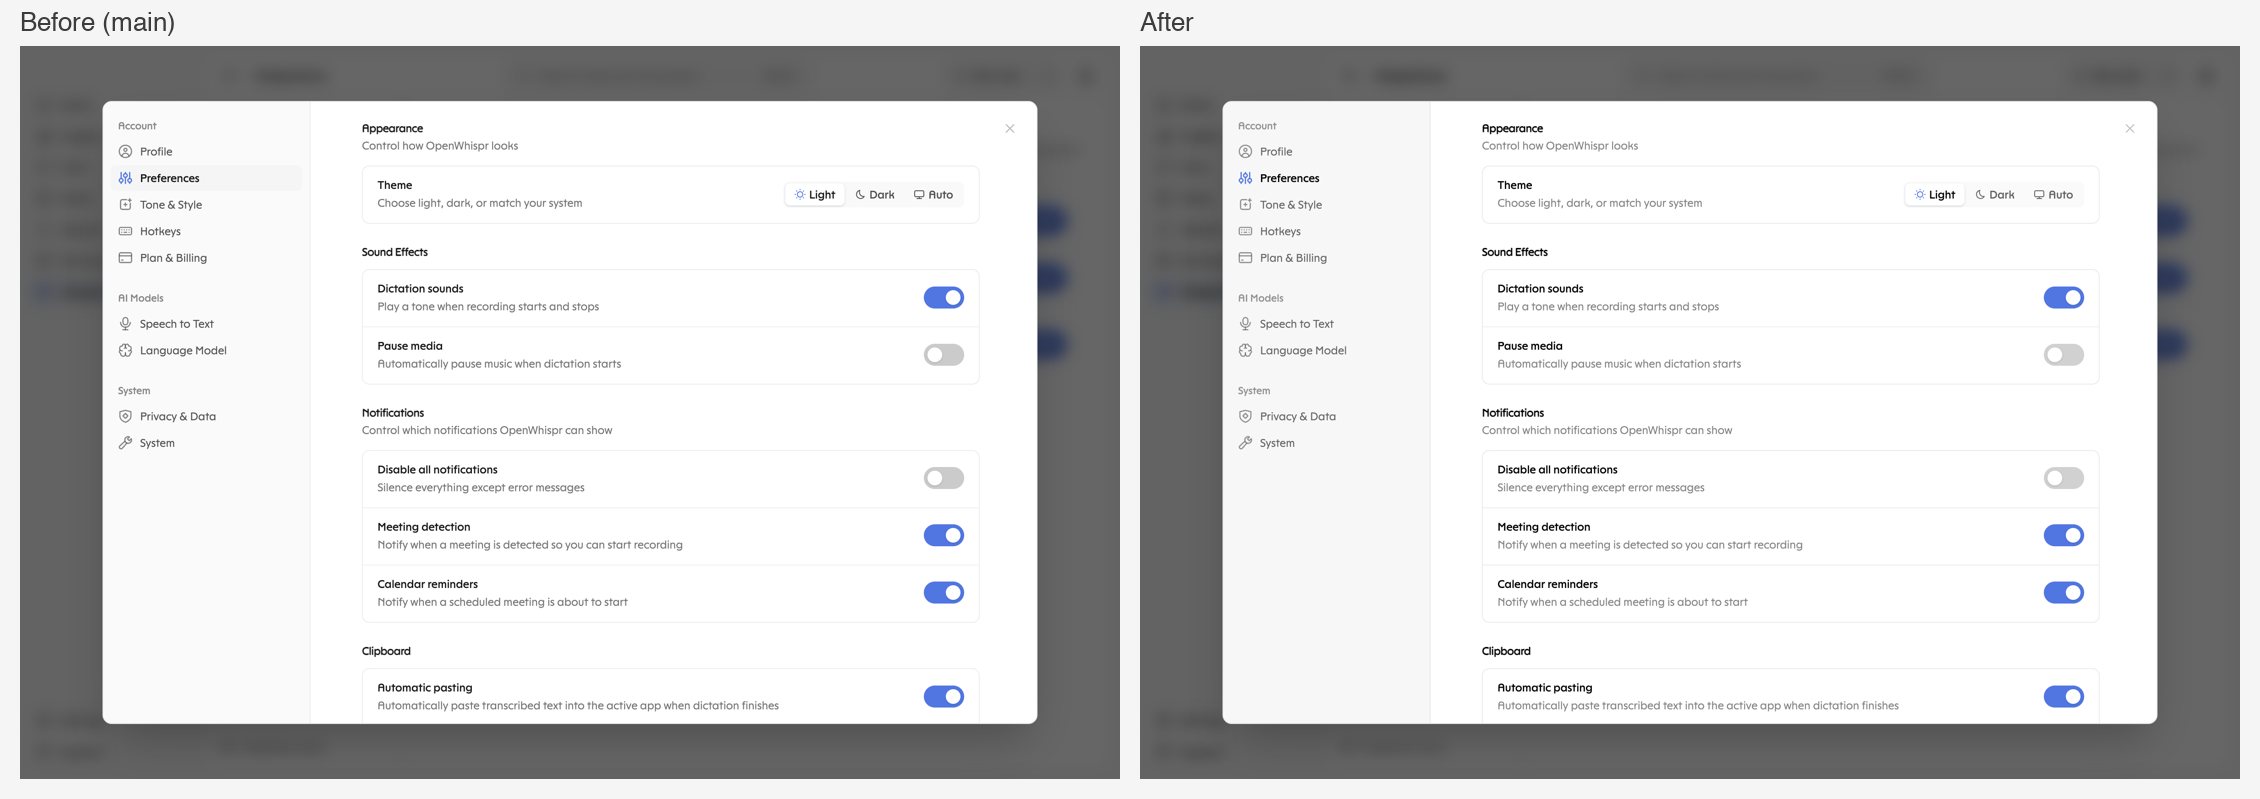 Before (main)
Account
Profile
Preferences
Tone & Style
Hotkeys
Plan & Billing
AI Models
Speech to Text
Language Model
System
Privacy & Data
System
Appearance
Control how OpenWhispr looks
Theme
Choose light, dark, or match your system
Light Dark Auto
Sound Effects
Dictation sounds
Play a tone when recording starts and stops
Pause media
Automatically pause music when dictation starts
Notifications
Control which notifications OpenWhispr can show
Disable all notifications
Silence everything except error messages
Meeting detection
Notify when a meeting is detected so you can start recording
Calendar reminders
Notify when a scheduled meeting is about to start
Clipboard
Automatic pasting
Automatically paste transcribed text into the active app when dictation finishes
After
Account
Profile
Preferences
Tone & Style
Hotkeys
Plan & Billing
AI Models
Speech to Text
Language Model
System
Privacy & Data
System
Appearance
Control how OpenWhispr looks
Theme
Choose light, dark, or match your system
Light Dark Auto
Sound Effects
Dictation sounds
Play a tone when recording starts and stops
Pause media
Automatically pause music when dictation starts
Notifications
Control which notifications OpenWhispr can show
Disable all notifications
Silence everything except error messages
Meeting detection
Notify when a meeting is detected so you can start recording
Calendar reminders
Notify when a scheduled meeting is about to start
Clipboard
Automatic pasting
Automatically paste transcribed text into the active app when dictation finishes